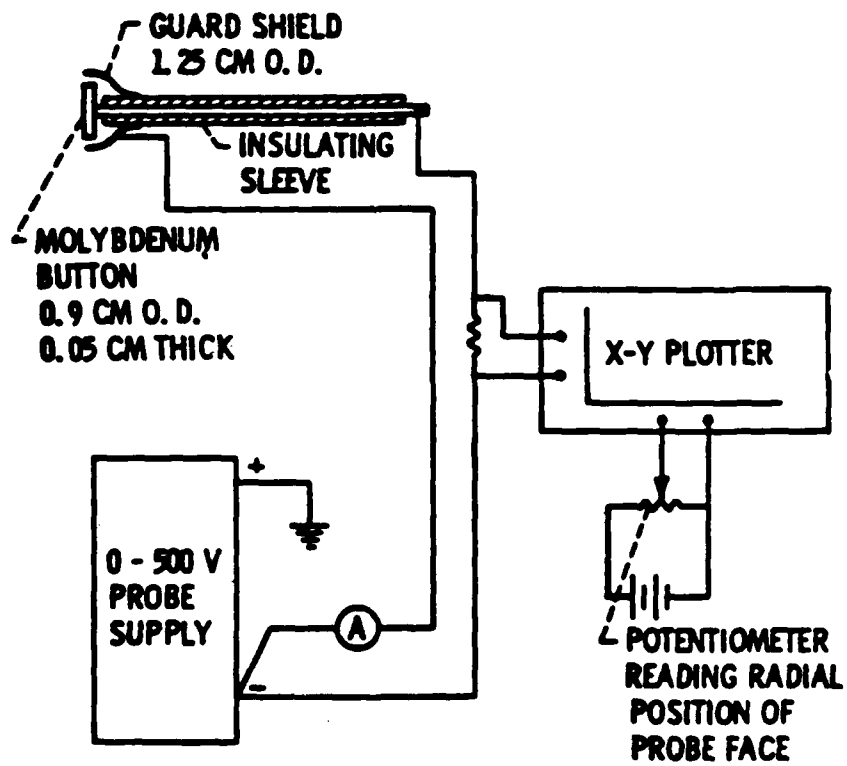 GUARD SHIELD
1.25 CM O. D.
INSULATING
SLEEVE
MOLYBDENUM
BUTTON
0.9 CM O. D.
0.05 CM THICK
X-Y PLOTTER
+
0 - 500 V
PROBE
SUPPLY
A
-
POTENTIOMETER
READING RADIAL
POSITION OF
PROBE FACE